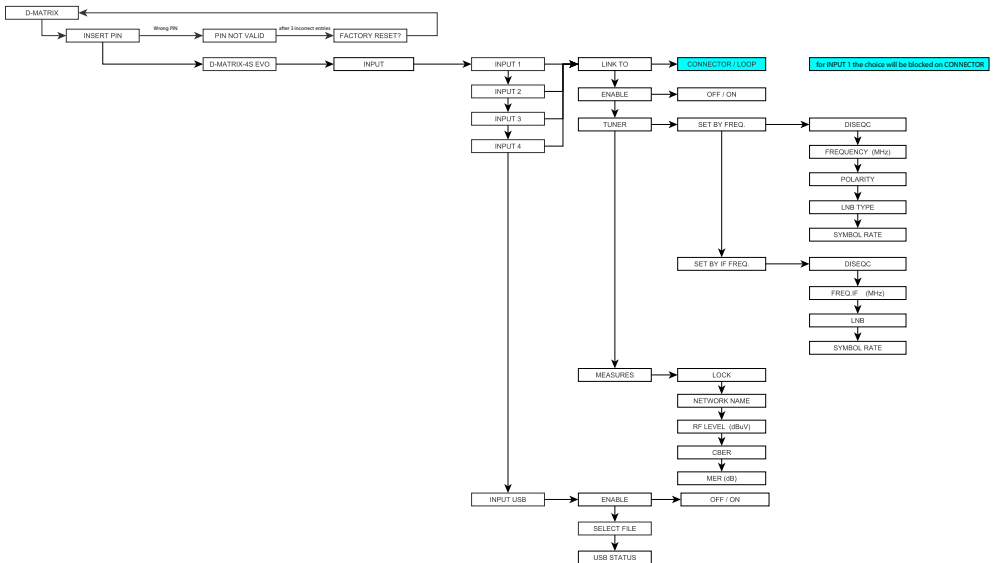 D-MATRIX
INSERT PIN
Wrong PIN
PIN NOT VALID
after 3 incorrect entries
FACTORY RESET?
D-MATRIX-4S EVO
INPUT
INPUT 1
LINK TO
CONNECTOR / LOOP
for INPUT 1 the choice will be blocked on CONNECTOR
INPUT 2
ENABLE
OFF / ON
INPUT 3
TUNER
SET BY FREQ.
DISEQC
INPUT 4
FREQUENCY (MHz)
POLARITY
LNB TYPE
SYMBOL RATE
SET BY IF FREQ.
DISEQC
FREQ.IF (MHz)
LNB
SYMBOL RATE
MEASURES
LOCK
NETWORK NAME
RF LEVEL (dBuV)
CBER
MER (dB)
INPUT USB
ENABLE
OFF / ON
SELECT FILE
USB STATUS